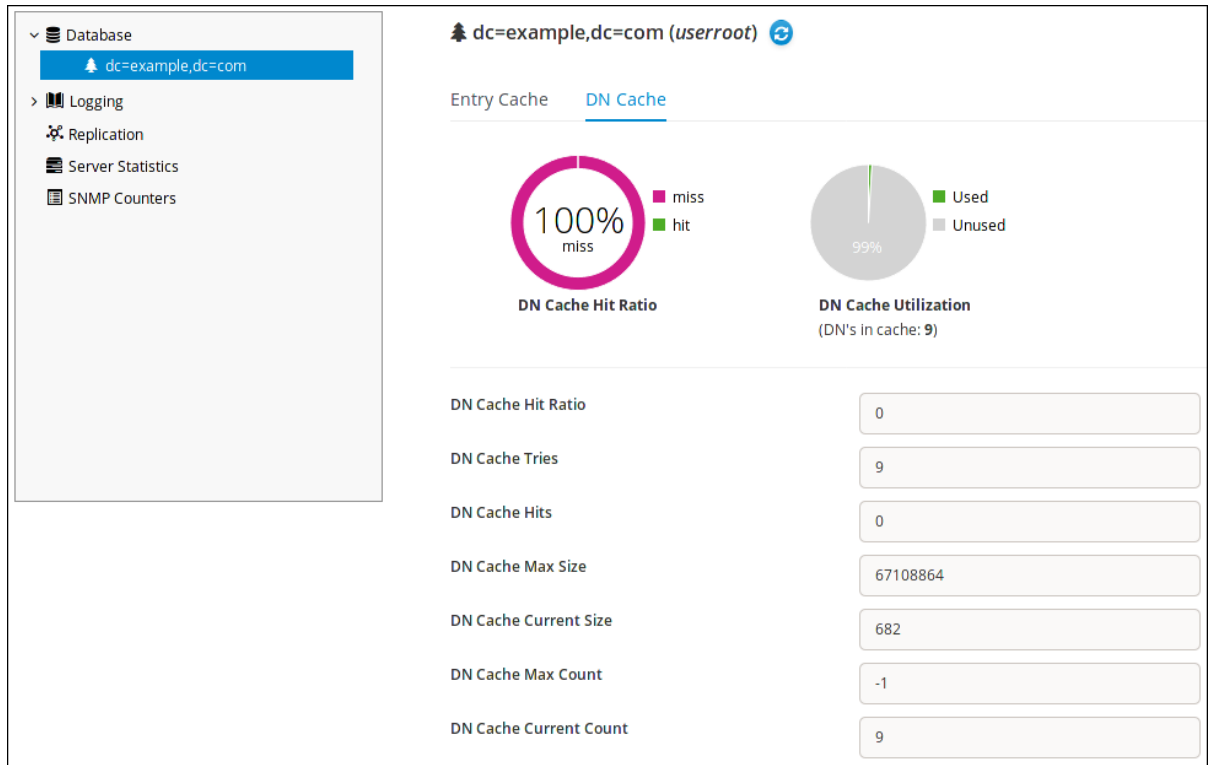 Database
dc=example,dc=com
Logging
Replication
Server Statistics
SNMP Counters
dc=example,dc=com (userroot)
Entry Cache DN Cache
100%
miss
miss
hit
DN Cache Hit Ratio
99%
Used
Unused
DN Cache Utilization
(DN's in cache: 9)
DN Cache Hit Ratio 0
DN Cache Tries 9
DN Cache Hits 0
DN Cache Max Size 67108864
DN Cache Current Size 682
DN Cache Max Count -1
DN Cache Current Count 9